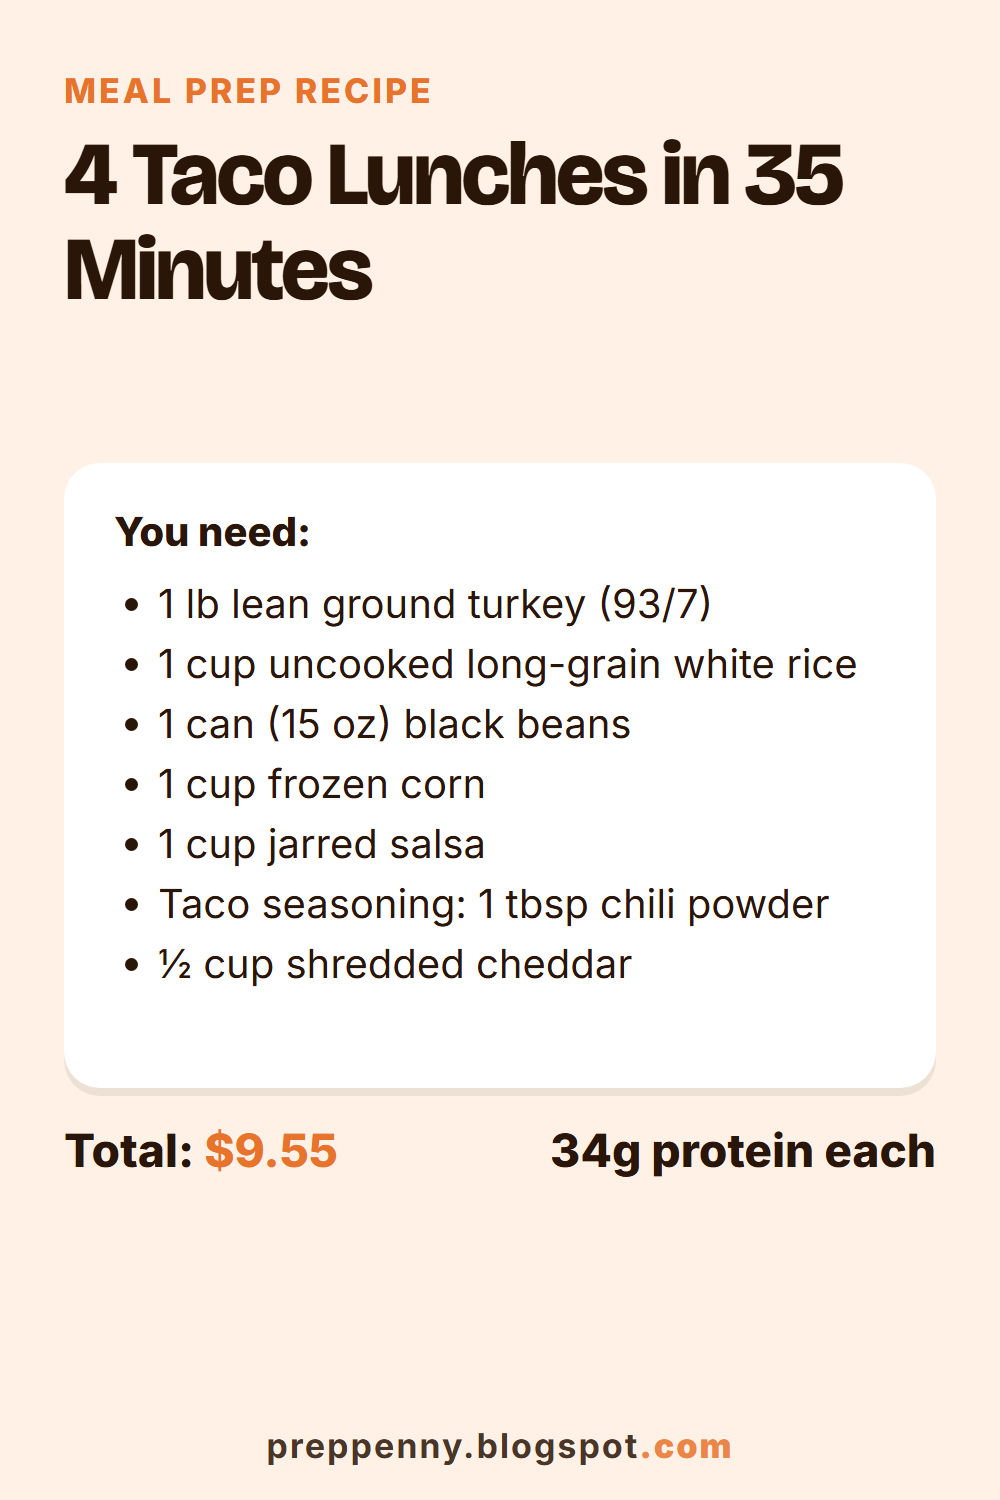 MEAL PREP RECIPE
4 Taco Lunches in 35
Minutes
You need:
• 1 lb lean ground turkey (93/7)
• 1 cup uncooked long-grain white rice
• 1 can (15 oz) black beans
• 1 cup frozen corn
• 1 cup jarred salsa
• Taco seasoning: 1 tbsp chili powder
• ½ cup shredded cheddar
Total: $9.55 34g protein each
preppenny.blogspot.com